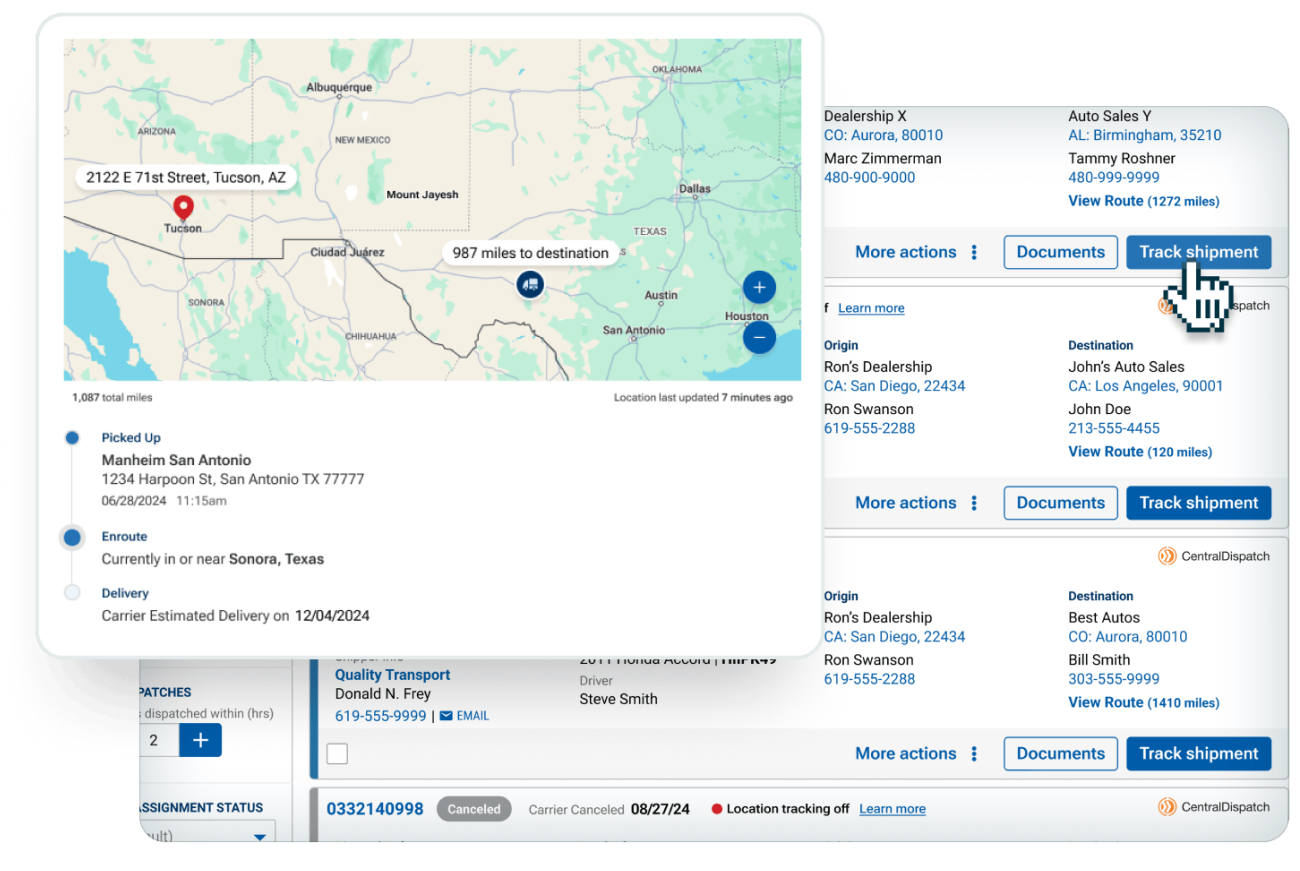 OKLAHOMA
Albuquerque
ARIZONA
NEW MEXICO
2122 E 71st Street, Tucson, AZ
Mount Jayesh
Dallas
Tucson
TEXAS
Ciudad Juárez
987 miles to destination
SONORA
Austin
+
Houston
San Antonio
CHIHUAHUA
−
1,087 total miles
Location last updated 7 minutes ago
Picked Up
Manheim San Antonio
1234 Harpoon St, San Antonio TX 77777
06/28/2024 11:15am
Enroute
Currently in or near Sonora, Texas
Delivery
Carrier Estimated Delivery on 12/04/2024
Dealership X
CO: Aurora, 80010
Marc Zimmerman
480-900-9000
Auto Sales Y
AL: Birmingham, 35210
Tammy Roshner
480-999-9999
View Route (1272 miles)
More actions
Documents
Track shipment
f Learn more
spatch
Origin
Ron's Dealership
CA: San Diego, 22434
Ron Swanson
619-555-2288
Destination
John's Auto Sales
CA: Los Angeles, 90001
John Doe
213-555-4455
View Route (120 miles)
More actions
Documents
Track shipment
CentralDispatch
Origin
Ron's Dealership
CA: San Diego, 22434
Ron Swanson
619-555-2288
Destination
Best Autos
CO: Aurora, 80010
Bill Smith
303-555-9999
View Route (1410 miles)
Quality Transport
Donald N. Frey
619-555-9999 | EMAIL
2011 Honda Accord |
Driver
Steve Smith
More actions
Documents
Track shipment
PATCHES
dispatched within (hrs)
2
+
ASSIGNMENT STATUS
0332140998 Canceled Carrier Canceled 08/27/24 Location tracking off Learn more
CentralDispatch